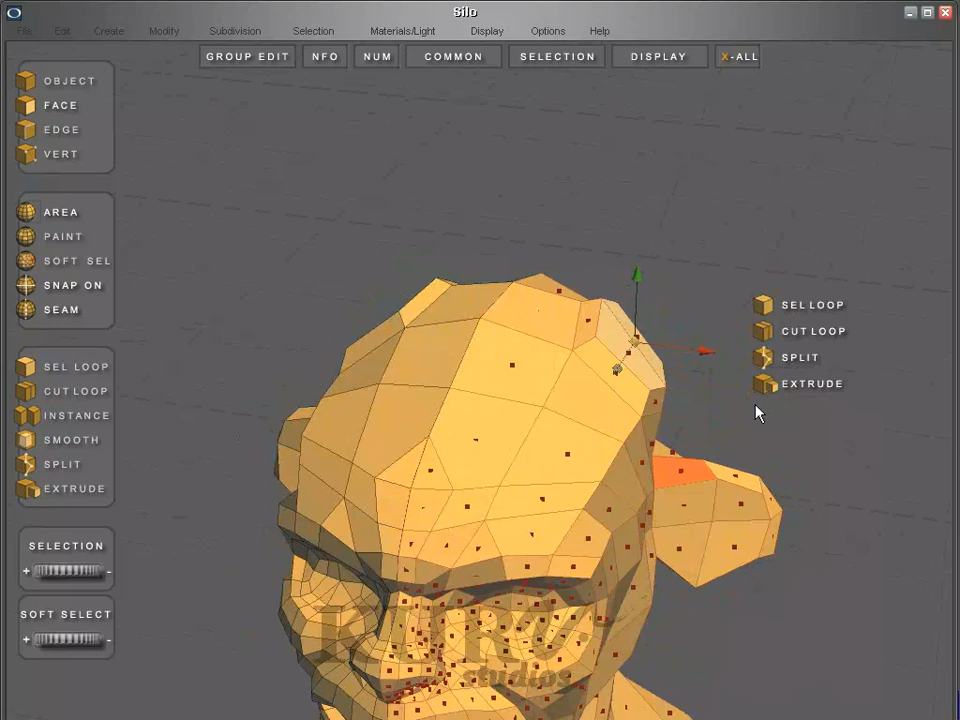 Silo
File Edit Create Modify Subdivision Selection Materials/Light Display Options Help
GROUP EDIT NFO NUM COMMON SELECTION DISPLAY X-ALL
OBJECT
FACE
EDGE
VERT
AREA
PAINT
SOFT SEL
SNAP ON
SEAM
SEL LOOP
CUT LOOP
INSTANCE
SMOOTH
SPLIT
EXTRUDE
SELECTION
+ -
SOFT SELECT
+ -
SEL LOOP
CUT LOOP
SPLIT
EXTRUDE
studios